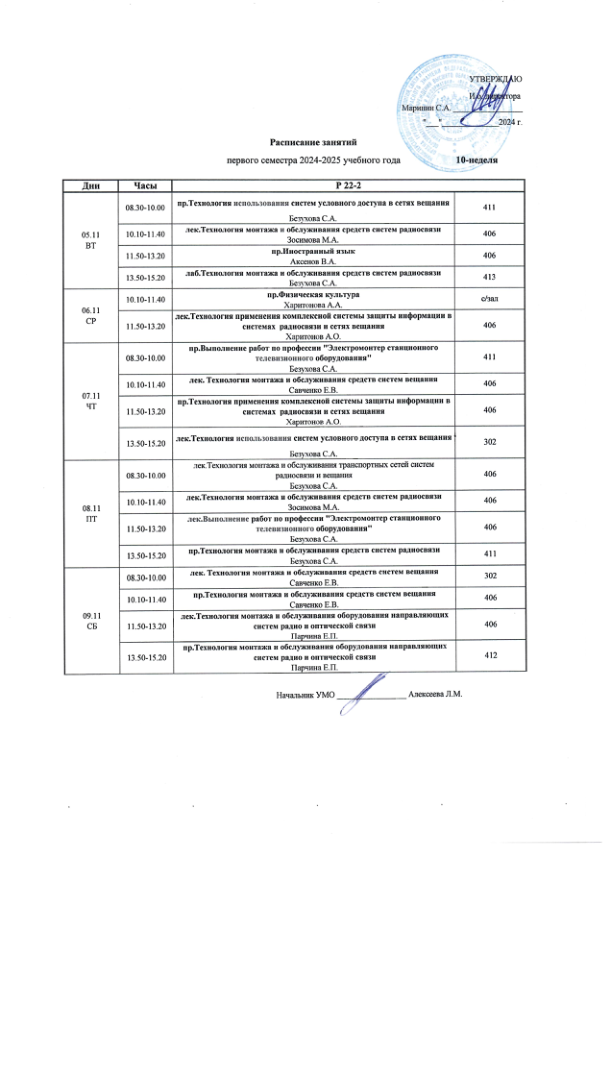 УТВЕРЖДАЮ
И.о. директора
Маришин С.А.
"___"______________2024 г.
Расписание занятий
первого семестра 2024-2025 учебного года 10-неделя
Дни Часы Р 22-2
05.11
ВТ
08.30-10.00 пр.Технология использования систем условного доступа в сетях вещания 411
Безухова С.А.
10.10-11.40 лек.Технология монтажа и обслуживания средств систем радиосвязи 406
Зосимова М.А.
11.50-13.20 пр.Иностранный язык 406
Аксенов В.А.
13.50-15.20 лаб.Технология монтажа и обслуживания средств систем радиосвязи 413
Безухова С.А.
06.11
СР
10.10-11.40 пр.Физическая культура с/зал
Харитонова А.А.
11.50-13.20 лек.Технология применения комплексной системы защиты информации в 406
системах радиосвязи и сетях вещания
Харитонов А.О.
07.11
ЧТ
08.30-10.00 пр.Выполнение работ по профессии "Электромонтер станционного 411
телевизионного оборудования"
Безухова С.А.
10.10-11.40 лек. Технология монтажа и обслуживания средств систем вещания 406
Савченко Е.В.
11.50-13.20 пр.Технология применения комплексной системы защиты информации в 406
системах радиосвязи и сетях вещания
Харитонов А.О.
13.50-15.20 лек.Технология использования систем условного доступа в сетях вещания 302
Безухова С.А.
08.11
ПТ
08.30-10.00 лек.Технология монтажа и обслуживания транспортных сетей систем 406
радиосвязи и вещания
Безухова С.А.
10.10-11.40 лек.Технология монтажа и обслуживания средств систем радиосвязи 406
Зосимова М.А.
11.50-13.20 лек.Выполнение работ по профессии "Электромонтер станционного 406
телевизионного оборудования"
Безухова С.А.
13.50-15.20 пр.Технология монтажа и обслуживания средств систем радиосвязи 411
Безухова С.А.
09.11
СБ
08.30-10.00 лек. Технология монтажа и обслуживания средств систем вещания 302
Савченко Е.В.
10.10-11.40 пр.Технология монтажа и обслуживания средств систем вещания 406
Савченко Е.В.
11.50-13.20 лек.Технология монтажа и обслуживания оборудования направляющих 406
систем радио и оптической связи
Парчина Е.П.
13.50-15.20 пр.Технология монтажа и обслуживания оборудования направляющих 412
систем радио и оптической связи
Парчина Е.П.
Начальник УМО ________________ Алексеева Л.М.